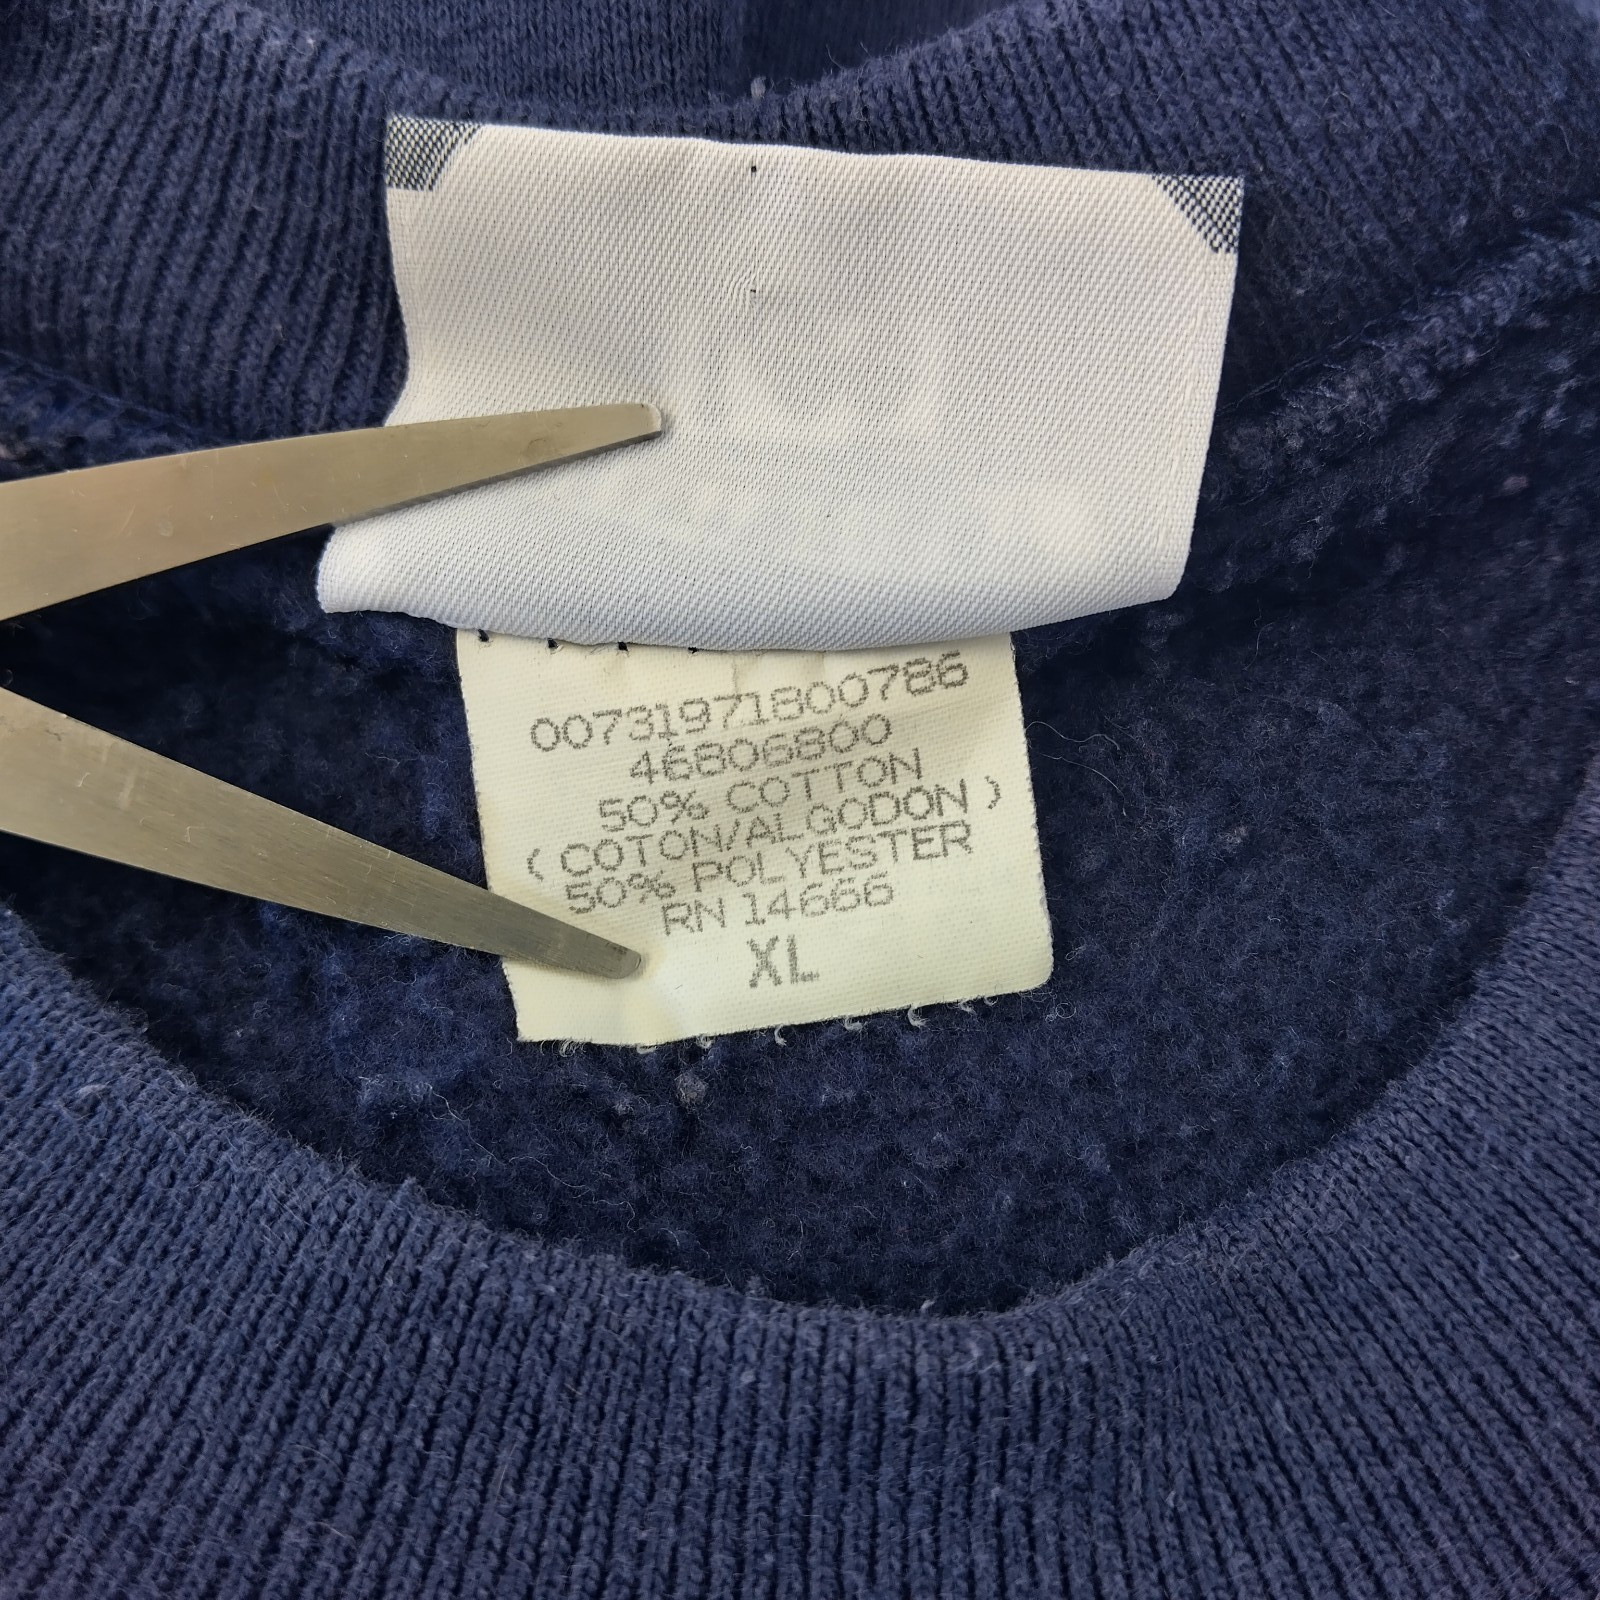 00731971800786
46806800
50% COTTON
(COTON/ALGODON)
50% POLYESTER
RN 14666
XL